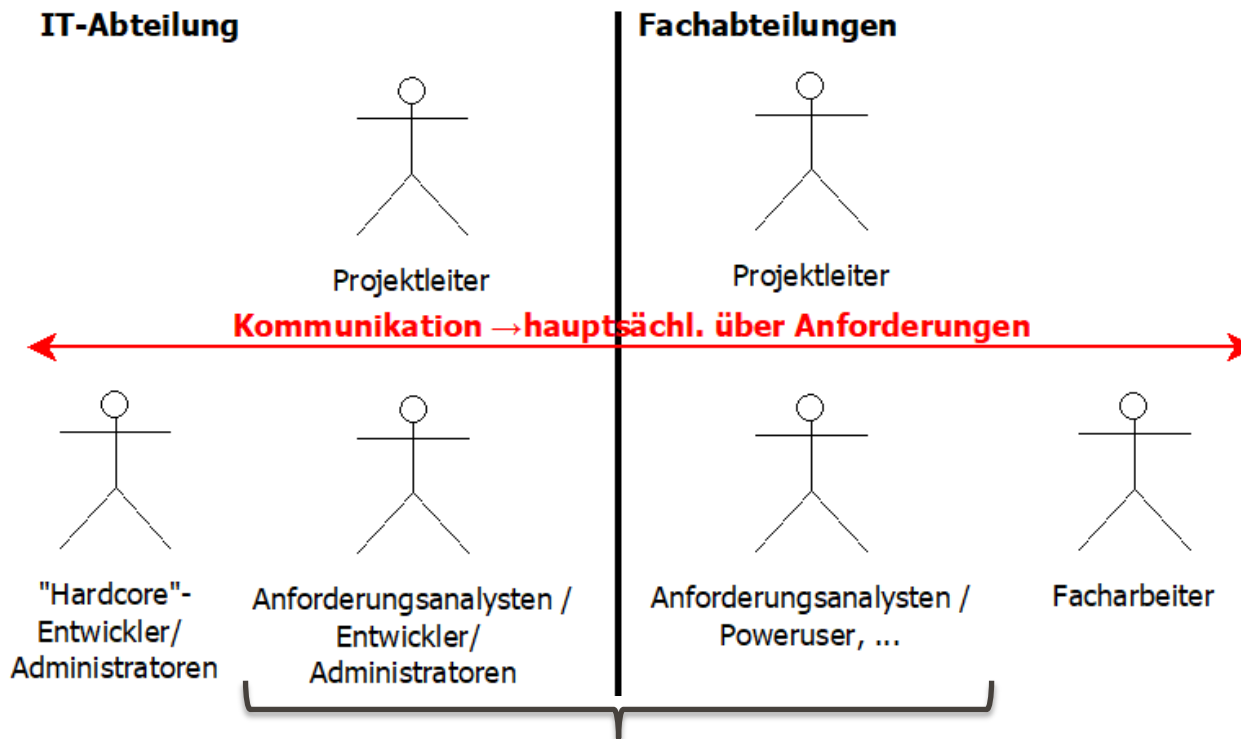 IT-Abteilung
Fachabteilungen
Projektleiter
Projektleiter
Kommunikation →hauptsächl. über Anforderungen
"Hardcore"-
Entwickler/
Administratoren
Anforderungsanalysten /
Entwickler/
Administratoren
Anforderungsanalysten /
Poweruser, ...
Facharbeiter